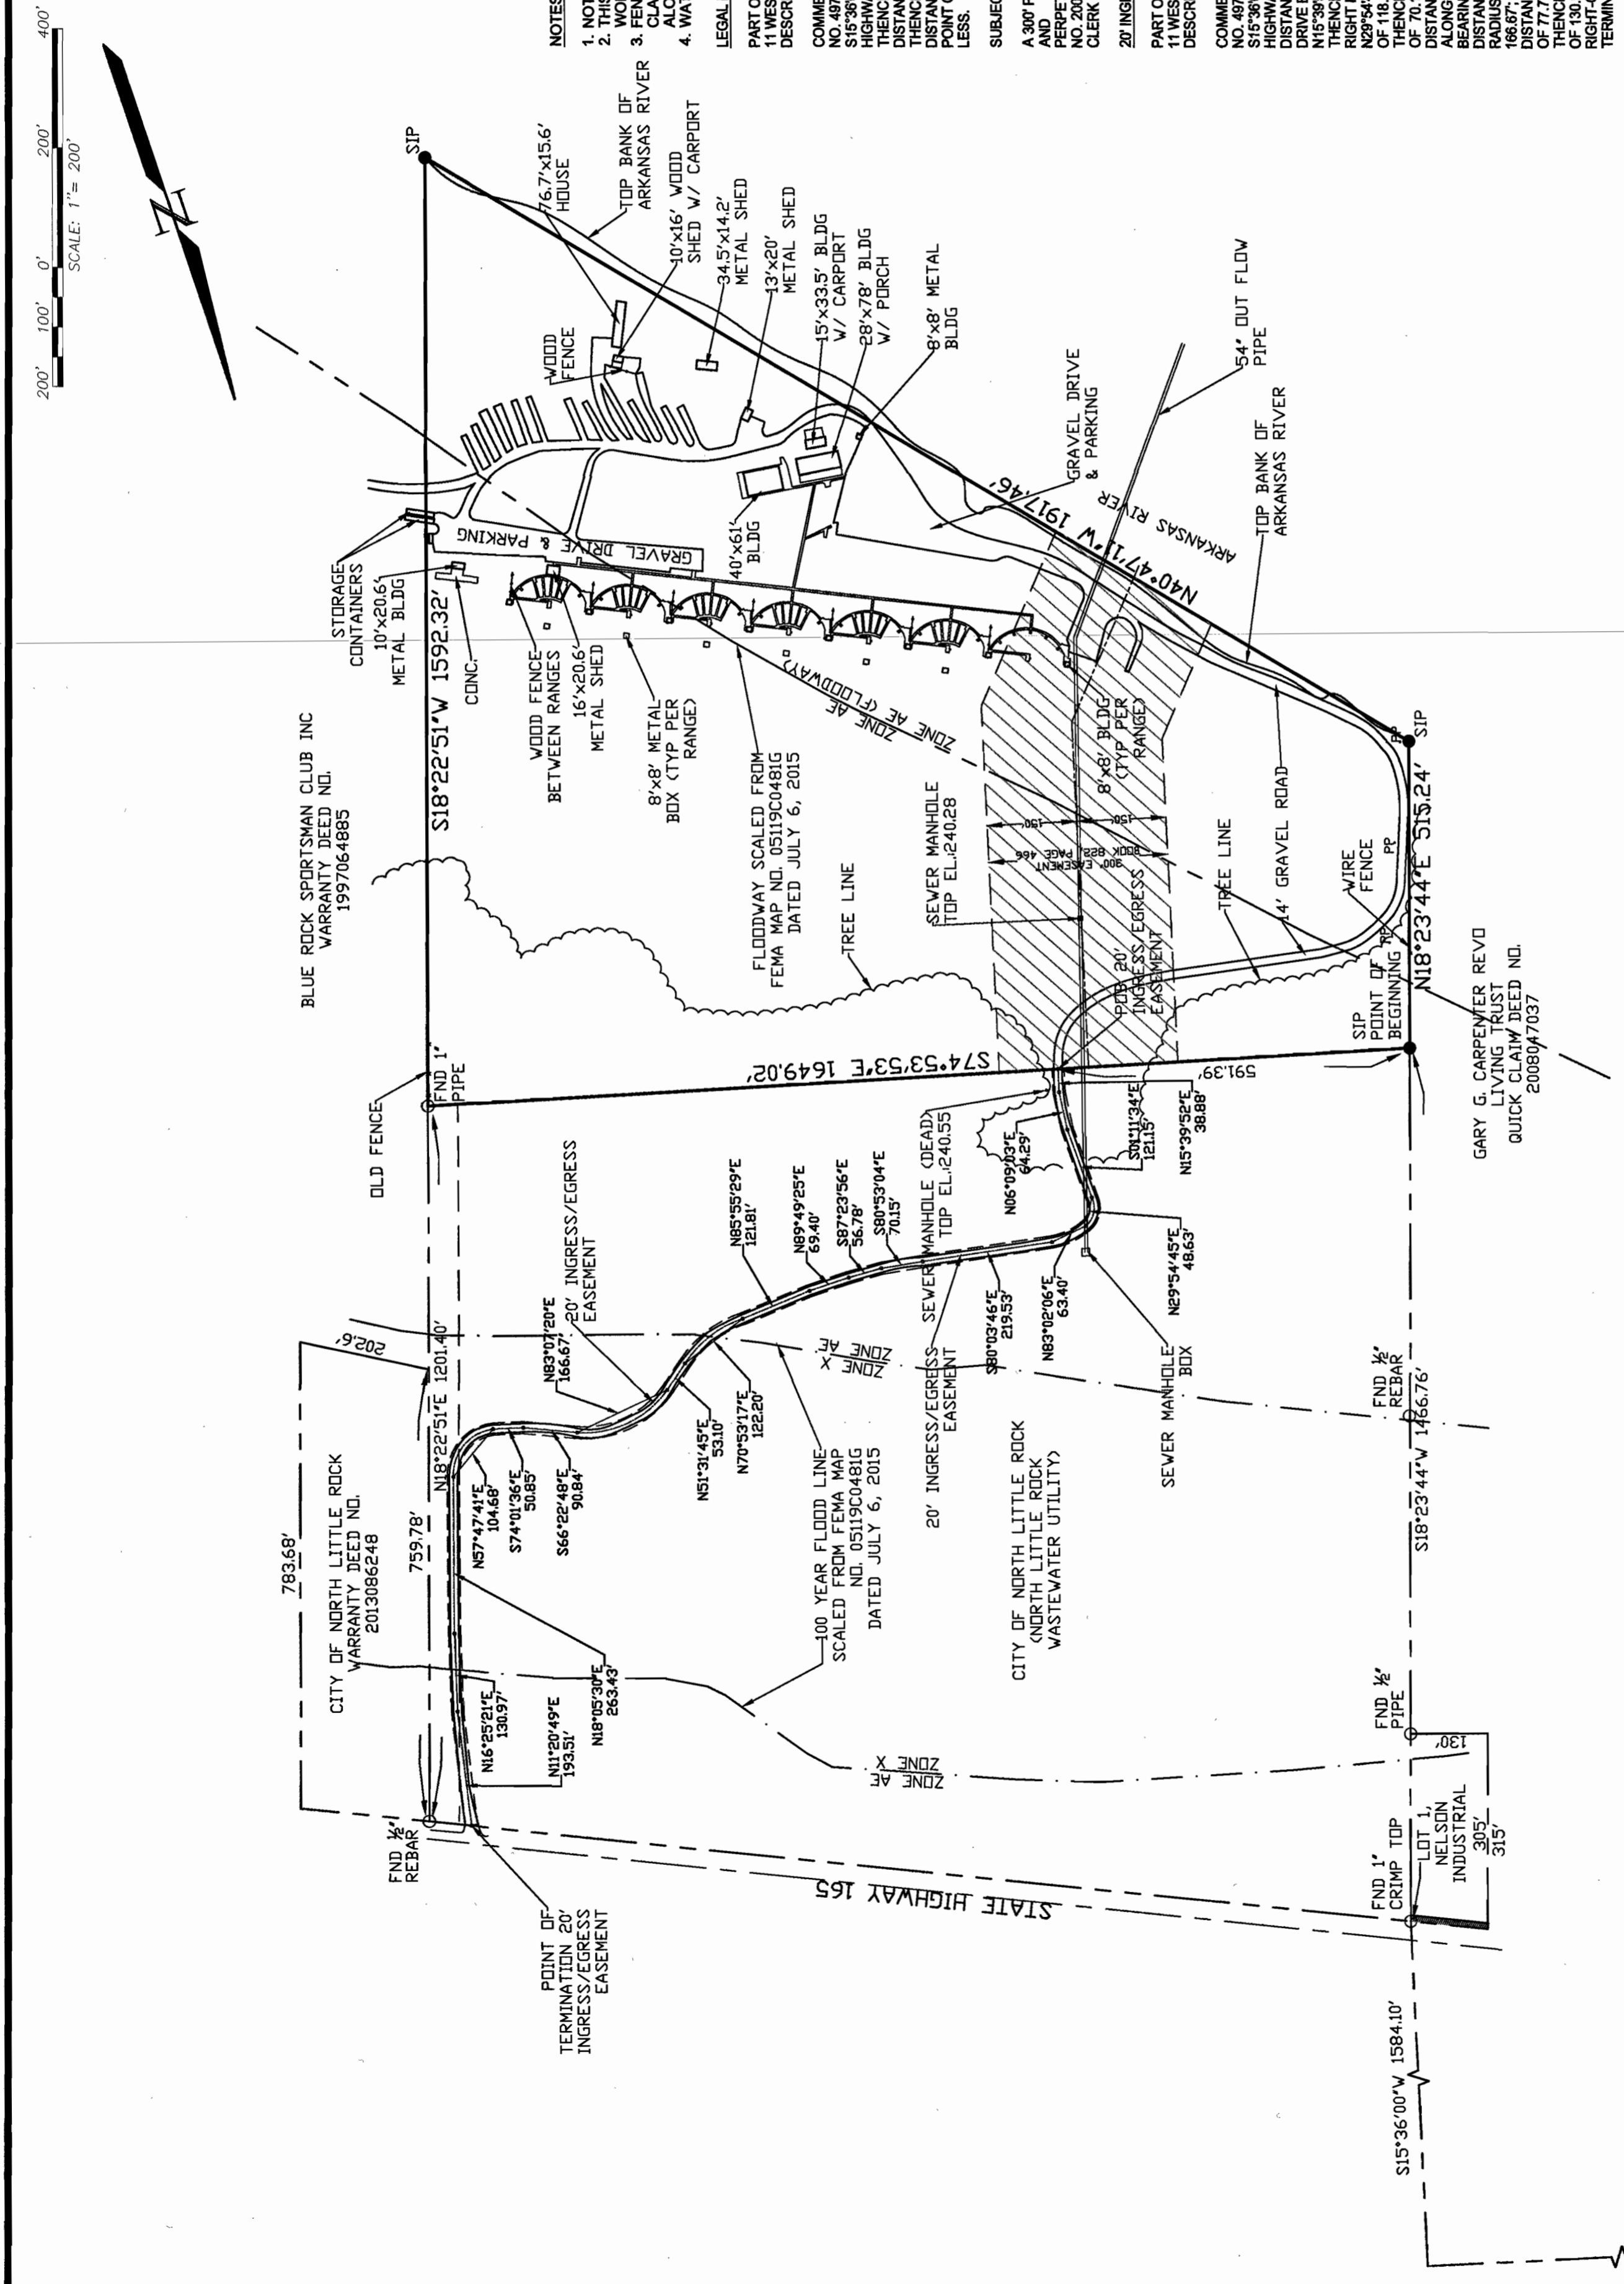 200'
100'
0'
200'
400'
SCALE: 1"= 200'
N
NOTES
LEGAL
SUBJEC
20' INGI
SIP
76.7'x15.6'
HOUSE
TOP BANK OF
ARKANSAS RIVER
10'x16' WOOD
SHED W/ CARPORT
34.5'x14.2'
METAL SHED
13'x20'
METAL SHED
15'x33.5' BLDG
W/ CARPORT
28'x78' BLDG
W/ PORCH
8'x8' METAL
BLDG
WOOD
FENCE
GRAVEL DRIVE
& PARKING
54" OUT FLOW
PIPE
TOP BANK OF
ARKANSAS RIVER
ARKANSAS RIVER
N40°47'11"W 1917.46'
40'x61'
BLDG
GRAVEL DRIVE & PARKING
STORAGE
CONTAINERS
10'x20.6'
METAL BLDG
CONC.
S18°22'51"W 1592.32'
BLUE ROCK SPORTSMAN CLUB INC
WARRANTY DEED NO.
1997064885
WOOD FENCE
BETWEEN RANGES
16'x20.6'
METAL SHED
8'x8' METAL
BOX (TYP PER
RANGE)
FLOODWAY SCALED FROM
FEMA MAP NO. 05119C0481G
DATED JULY 6, 2015
ZONE AE
ZONE AE (FLOODWAY)
TREE LINE
SEWER MANHOLE
TOP EL.:240.28
8'x8' BLDG
(TYP PER
RANGE)
150'
150'
300' EASEMENT
BOOK 822, PAGE 466
POB 20'
INGRESS/EGRESS
EASEMENT
TREE LINE
14' GRAVEL ROAD
WIRE
FENCE
PP
PP
PP
SIP
N18°23'44"E 515.24'
SIP
POINT OF
BEGINNING
GARY G. CARPENTER REVO
LIVING TRUST
QUICK CLAIM DEED NO.
2008047037
OLD FENCE
FND 1"
PIPE
S74°53'53"E 1649.02'
591.39'
SEWER MANHOLE (DEAD)
TOP EL.:240.55
N06°09'03"E
64.29'
S01°11'34"E
121.15'
N15°39'52"E
38.88'
N29°54'45"E
48.63'
N83°02'06"E
63.40'
S80°03'46"E
219.53'
S80°53'04"E
70.15'
S87°23'56"E
56.78'
N89°49'25"E
69.40'
N85°55'29"E
121.81'
20' INGRESS/EGRESS
EASEMENT
N83°07'20"E
166.67'
20' INGRESS/EGRESS
EASEMENT
N70°53'17"E
122.20'
N51°31'45"E
53.10'
S66°22'48"E
90.84'
S74°01'36"E
50.85'
N57°47'41"E
104.68'
N18°22'51"E 1201.40'
202.6'
783.68'
759.78'
CITY OF NORTH LITTLE ROCK
WARRANTY DEED NO.
2013086248
ZONE X
ZONE AE
100 YEAR FLOOD LINE
SCALED FROM FEMA MAP
NO. 05119C0481G
DATED JULY 6, 2015
CITY OF NORTH LITTLE ROCK
(NORTH LITTLE ROCK
WASTEWATER UTILITY)
SEWER MANHOLE
BOX
FND ½"
REBAR
S18°23'44"W 1466.76'
N18°05'30"E
263.43'
N16°25'21"E
130.97'
N11°20'49"E
193.51'
ZONE AE
ZONE X
FND ½"
PIPE
130'
LOT 1,
NELSON
INDUSTRIAL
305'
315'
FND 1"
CRIMP TOP
FND ½"
REBAR
STATE HIGHWAY 165
POINT OF
TERMINATION 20'
INGRESS/EGRESS
EASEMENT
S15°36'00"W 1584.10'